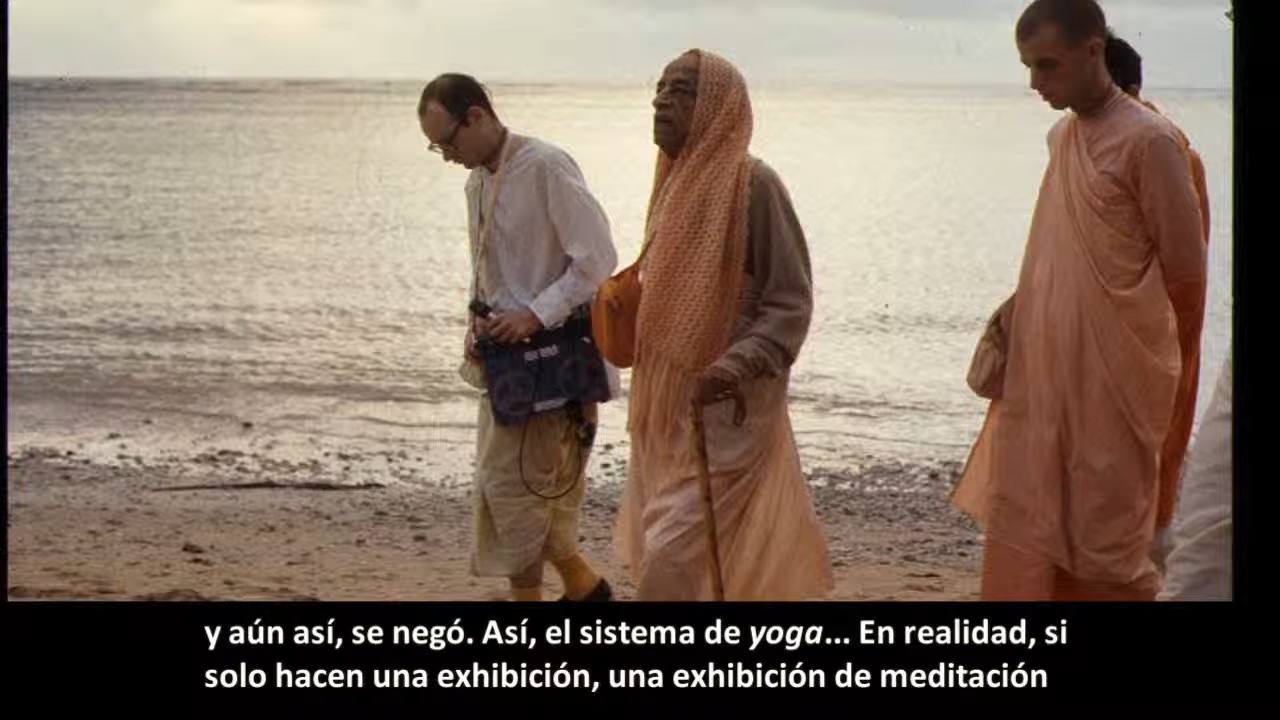 y aún así, se negó. Así, el sistema de yoga... En realidad, si
solo hacen una exhibición, una exhibición de meditación